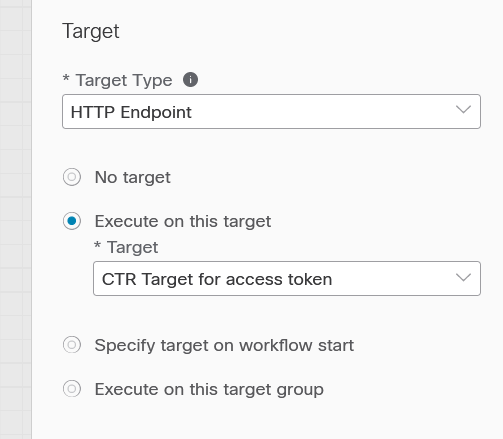 Target
* Target Type i
HTTP Endpoint
No target
Execute on this target
* Target
CTR Target for access token
Specify target on workflow start
Execute on this target group